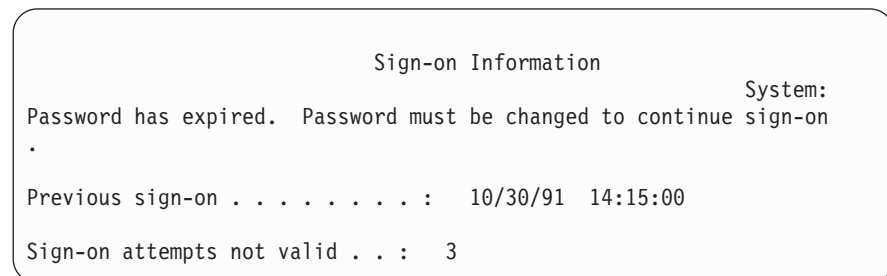 Sign-on Information
System:
Password has expired. Password must be changed to continue sign-on
.
Previous sign-on . . . . . . . . : 10/30/91 14:15:00
Sign-on attempts not valid . . : 3